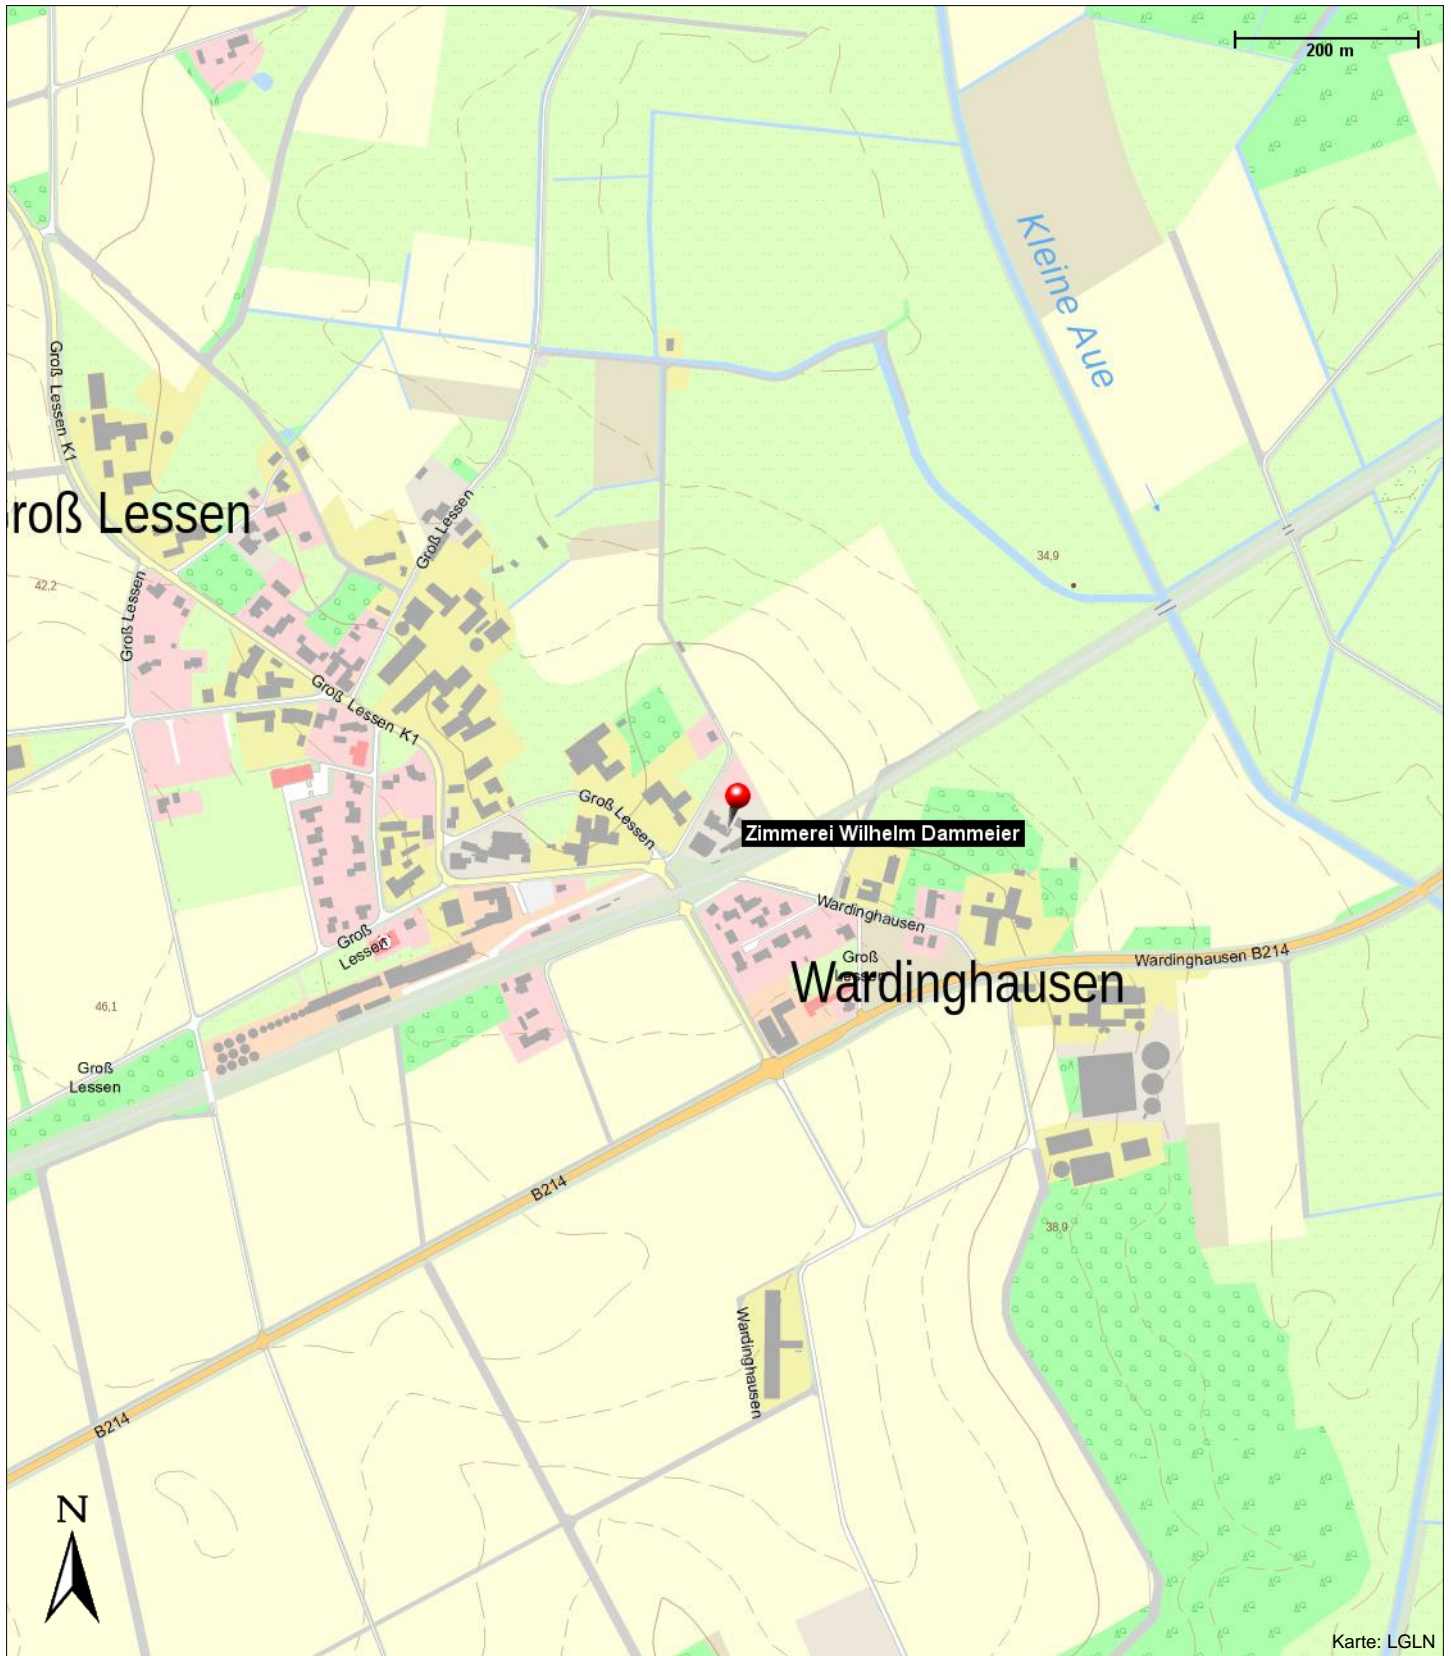 200 m
Kleine Aue
Groß Lessen K1
roß Lessen
Groß Lessen
34,9
42,2
Groß Lessen
Groß Lessen K1
Groß Lessen
Zimmerei Wilhelm Dammeier
Wardinghausen
Groß
Lessen
Groß
Lessen
Wardinghausen B214
Wardinghausen
46,1
Groß
Lessen
B214
38,9
Wardinghausen
B214
N
Karte: LGLN